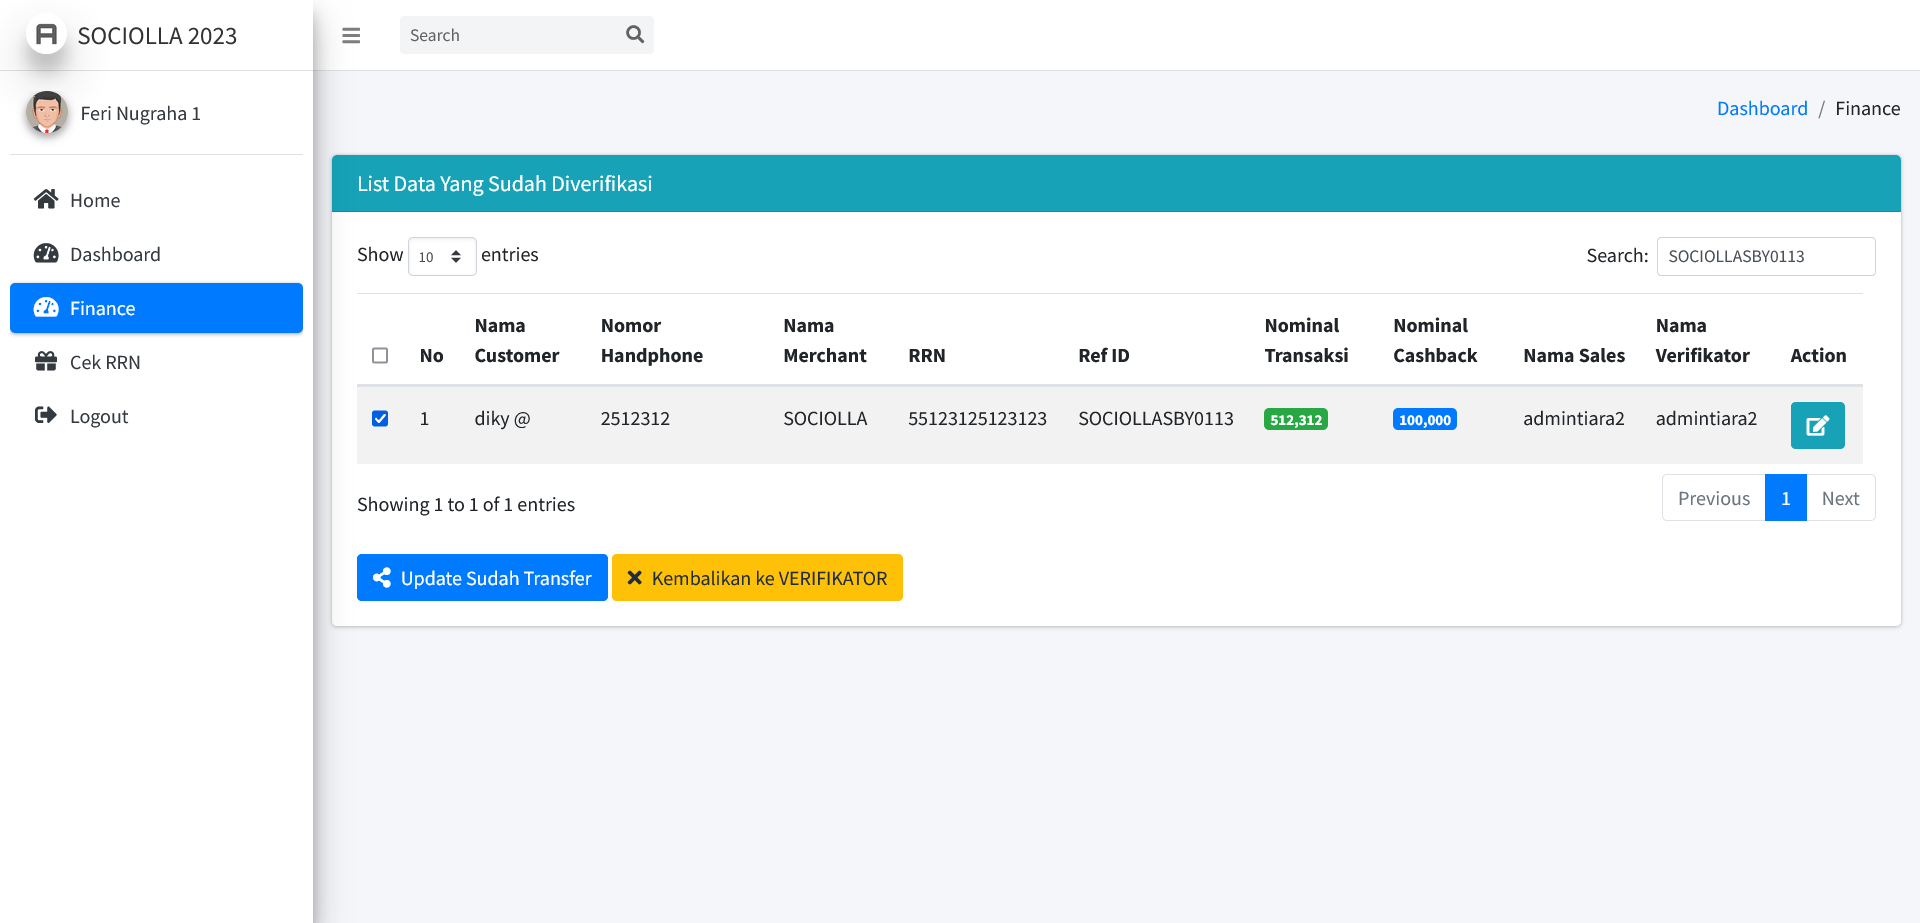 SOCIOLLA 2023
Search
Feri Nugraha 1
Dashboard / Finance
Home
Dashboard
Finance
Cek RRN
Logout
List Data Yang Sudah Diverifikasi
Show 10 entries
Search: SOCIOLLASBY0113
No
Nama Customer
Nomor Handphone
Nama Merchant
RRN
Ref ID
Nominal Transaksi
Nominal Cashback
Nama Sales
Nama Verifikator
Action
1 diky @ 2512312 SOCIOLLA 55123125123123 SOCIOLLASBY0113 512,312 100,000 admintiara2 admintiara2
Showing 1 to 1 of 1 entries
Previous 1 Next
Update Sudah Transfer
Kembalikan ke VERIFIKATOR